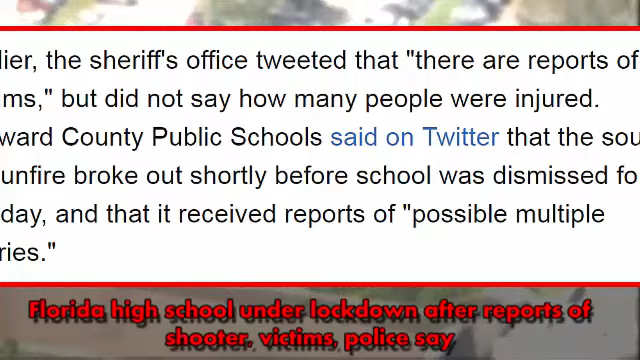 lier, the sheriff's office tweeted that "there are reports of
ms," but did not say how many people were injured.
ward County Public Schools said on Twitter that the sou
unfire broke out shortly before school was dismissed fo
day, and that it received reports of "possible multiple
ries."
Florida high school under lockdown after reports of
shooter, victims, police say